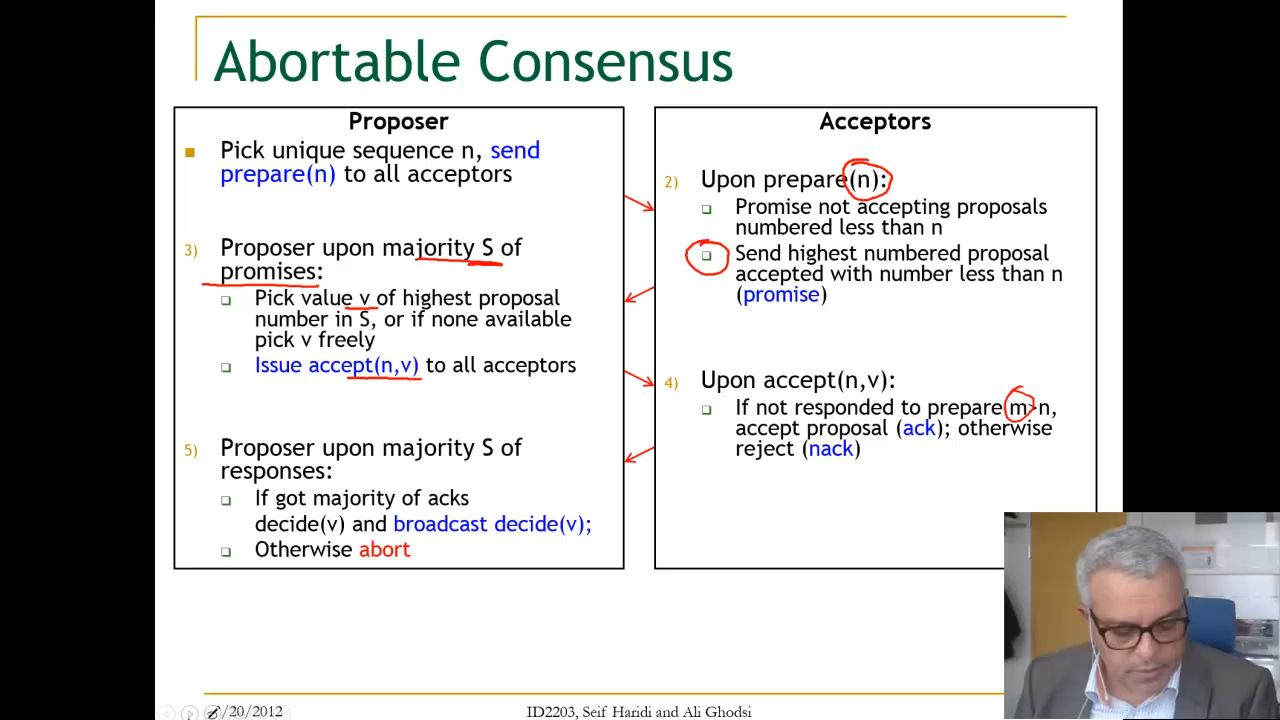 Abortable Consensus
Proposer
Pick unique sequence n, send
prepare(n) to all acceptors
3) Proposer upon majority S of
promises:
Pick value v of highest proposal
number in S, or if none available
pick v freely
Issue accept(n,v) to all acceptors
5) Proposer upon majority S of
responses:
If got majority of acks
decide(v) and broadcast decide(v);
Otherwise abort
Acceptors
2) Upon prepare(n):
Promise not accepting proposals
numbered less than n
Send highest numbered proposal
accepted with number less than n
(promise)
4) Upon accept(n,v):
If not responded to prepare m>n,
accept proposal (ack); otherwise
reject (nack)
/20/2012
ID2203, Seif Haridi and Ali Ghodsi